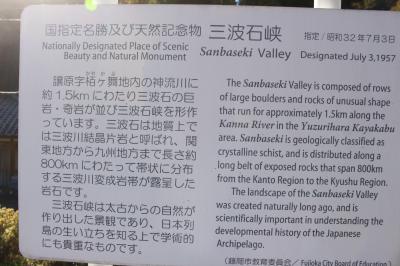 国指定名勝及び天然記念物 三波石峡 指定/昭和32年7月3日
Nationally Designated Place of Scenic Beauty and Natural Monument
Sanbaseki Valley Designated July 3,1957
かやかぶ
譲原字栢ヶ舞地内の神流川に
約1.5kmにわたり三波石の巨
岩・奇岩が並び三波石峡を形作
っています。三波石は地質上で
は三波川結晶片岩と呼ばれ、関
東地方から九州地方まで長さ約
800kmにわたって帯状に分布
する三波川変成岩帯が露呈した
岩石です。
三波石峡は太古からの自然が
作り出した景観であり、日本列
島の生い立ちを知る上で学術的
にも貴重なものです。
The Sanbaseki Valley is composed of rows
of large boulders and rocks of unusual shape
that run for approximately 1.5km along the
Kanna River in the Yuzurihara Kayakabu
area. Sanbaseki is geologically classified as
crystalline schist, and is distributed along a
long belt of exposed rocks that span 800km
from the Kanto Region to the Kyushu Region.
The landscape of the Sanbaseki Valley
was created naturally long ago, and is
scientifically important in understanding the
developmental history of the Japanese
Archipelago.
(藤岡市教育委員会/ Fujioka City Board of Education)